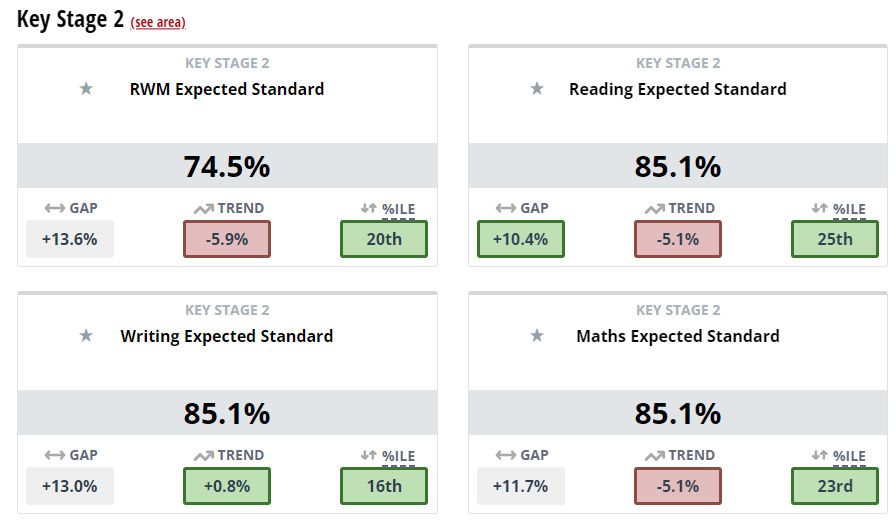 Key Stage 2 (see area)
KEY STAGE 2
RWM Expected Standard
74.5%
GAP TREND %ILE
+13.6% -5.9% 20th
KEY STAGE 2
Reading Expected Standard
85.1%
GAP TREND %ILE
+10.4% -5.1% 25th
KEY STAGE 2
Writing Expected Standard
85.1%
GAP TREND %ILE
+13.0% +0.8% 16th
KEY STAGE 2
Maths Expected Standard
85.1%
GAP TREND %ILE
+11.7% -5.1% 23rd